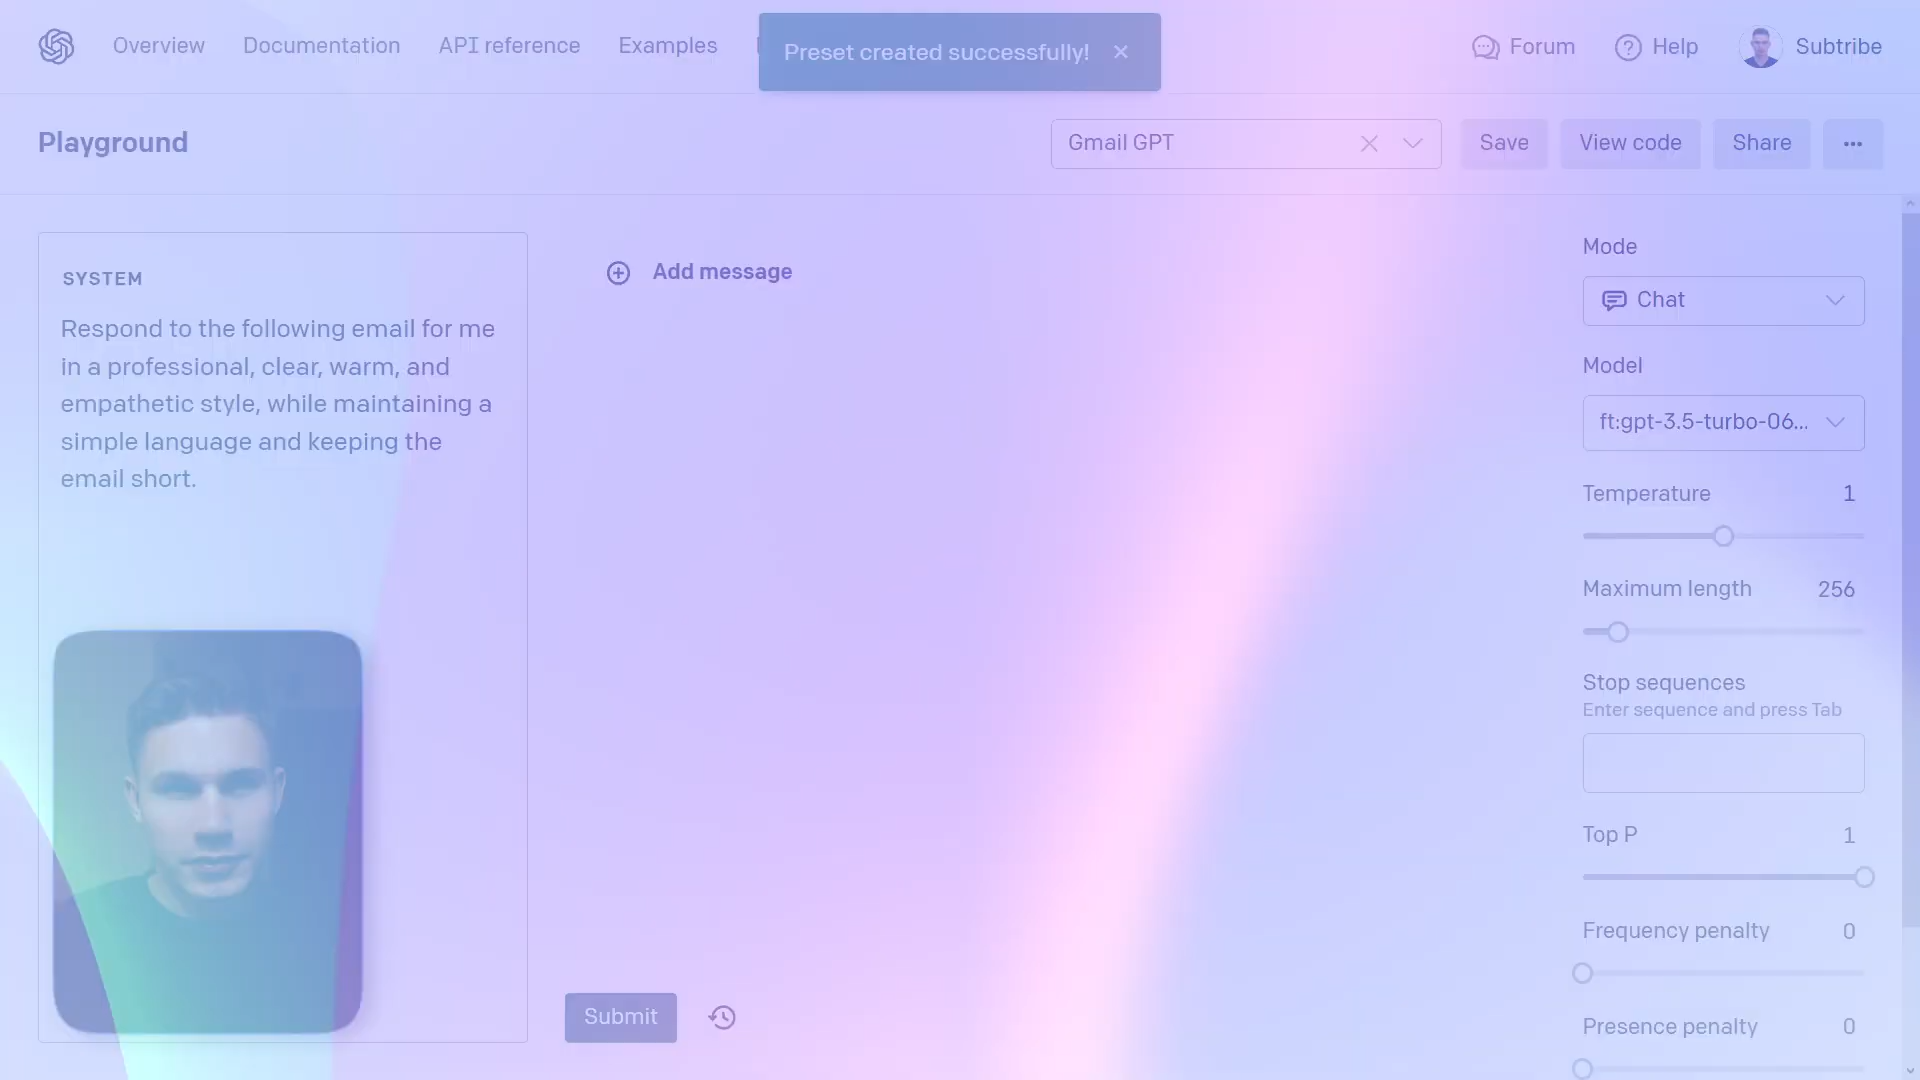 Overview Documentation API reference Examples
Preset created successfully! ×
Forum Help Subtribe
Playground
Gmail GPT
Save View code Share ···
SYSTEM
Respond to the following email for me
in a professional, clear, warm, and
empathetic style, while maintaining a
simple language and keeping the
email short.
Add message
Submit
Mode
Chat
Model
ft:gpt-3.5-turbo-06...
Temperature 1
Maximum length 256
Stop sequences
Enter sequence and press Tab
Top P 1
Frequency penalty 0
Presence penalty 0